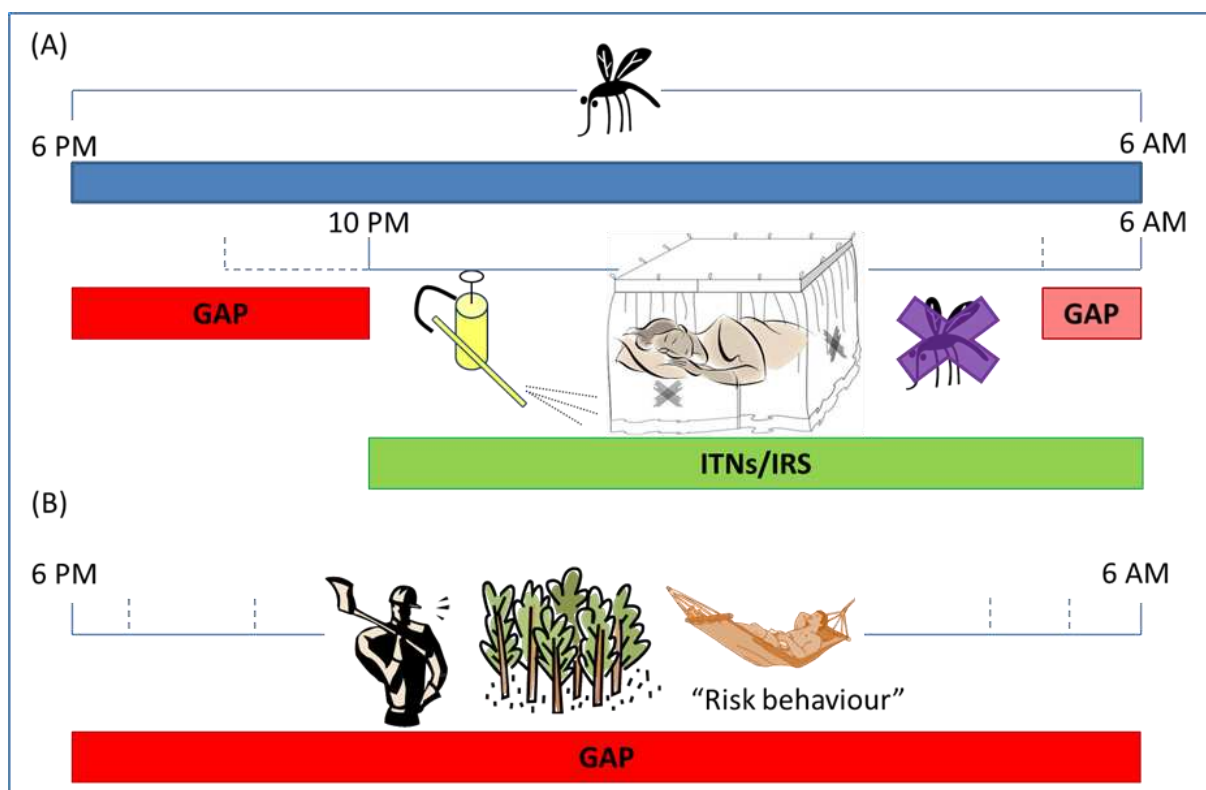 (A)
6 PM
6 AM
10 PM
6 AM
GAP
GAP
ITNs/IRS
(B)
6 PM
6 AM
“Risk behaviour”
GAP